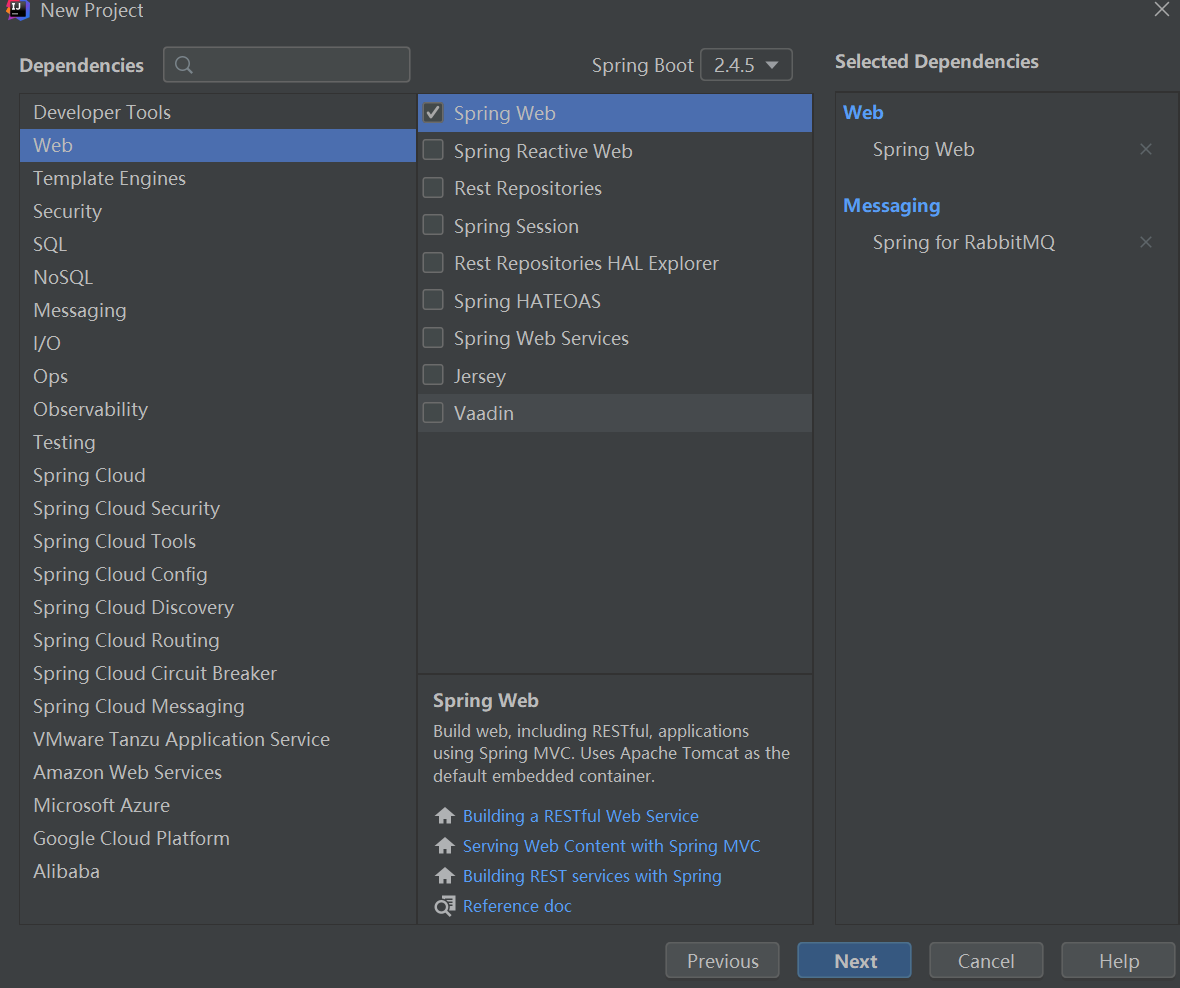 New Project
Dependencies
Spring Boot 2.4.5
Selected Dependencies
Developer Tools
Web
Template Engines
Security
SQL
NoSQL
Messaging
I/O
Ops
Observability
Testing
Spring Cloud
Spring Cloud Security
Spring Cloud Tools
Spring Cloud Config
Spring Cloud Discovery
Spring Cloud Routing
Spring Cloud Circuit Breaker
Spring Cloud Messaging
VMware Tanzu Application Service
Amazon Web Services
Microsoft Azure
Google Cloud Platform
Alibaba
Spring Web
Spring Reactive Web
Rest Repositories
Spring Session
Rest Repositories HAL Explorer
Spring HATEOAS
Spring Web Services
Jersey
Vaadin
Spring Web
Build web, including RESTful, applications
using Spring MVC. Uses Apache Tomcat as the
default embedded container.
Building a RESTful Web Service
Serving Web Content with Spring MVC
Building REST services with Spring
Reference doc
Web
Spring Web
Messaging
Spring for RabbitMQ
Previous
Next
Cancel
Help